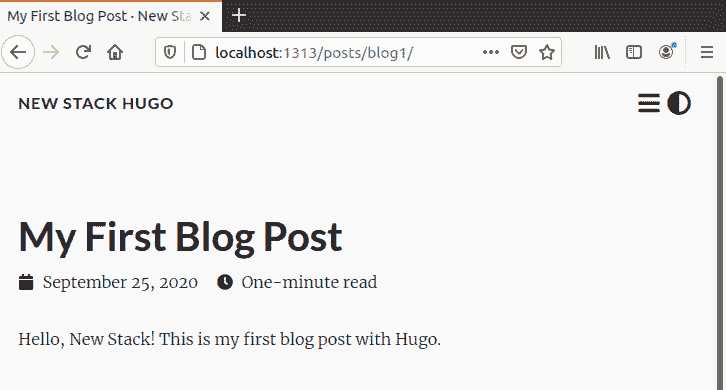 My First Blog Post · New Sta
localhost:1313/posts/blog1/
NEW STACK HUGO
My First Blog Post
September 25, 2020 One-minute read
Hello, New Stack! This is my first blog post with Hugo.